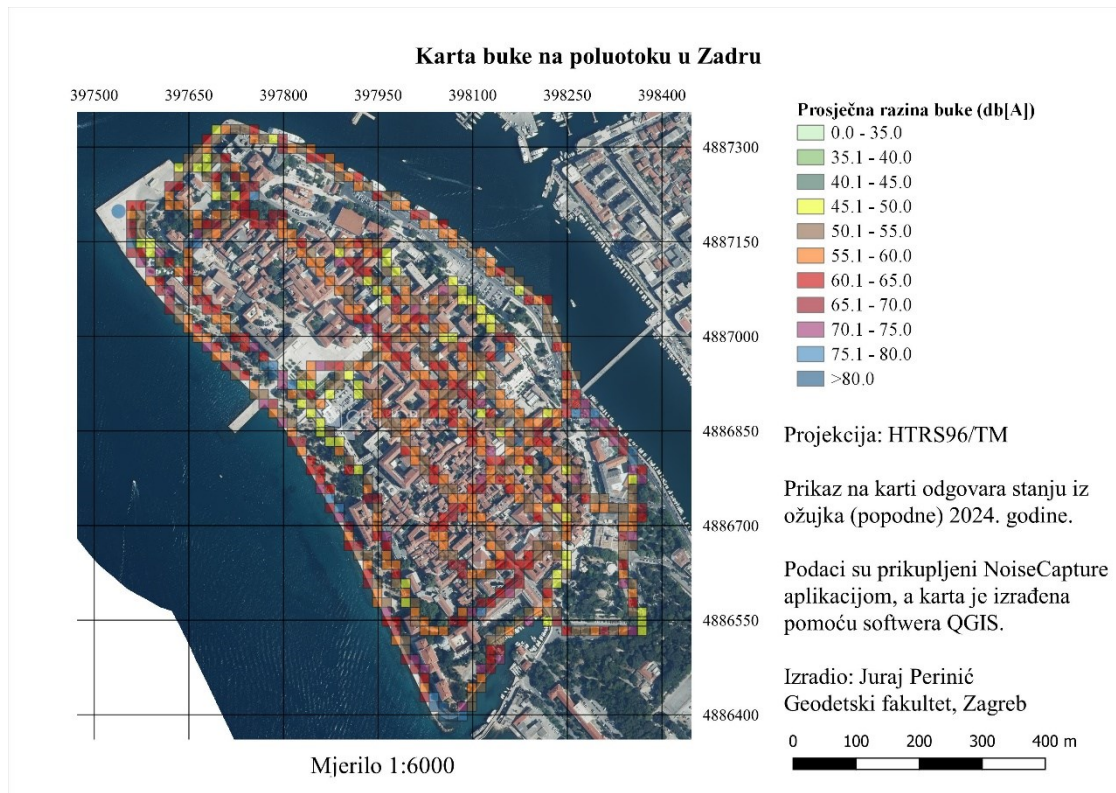 Karta buke na poluotoku u Zadru
397500 397650 397800 397950 398100 398250 398400
4887300
4887150
4887000
4886850
4886700
4886550
4886400
Mjerilo 1:6000
Prosječna razina buke (db[A])
0.0 - 35.0
35.1 - 40.0
40.1 - 45.0
45.1 - 50.0
50.1 - 55.0
55.1 - 60.0
60.1 - 65.0
65.1 - 70.0
70.1 - 75.0
75.1 - 80.0
>80.0
Projekcija: HTRS96/TM
Prikaz na karti odgovara stanju iz
ožujka (popodne) 2024. godine.
Podaci su prikupljeni NoiseCapture
aplikacijom, a karta je izrađena
pomoću softwera QGIS.
Izradio: Juraj Perinić
Geodetski fakultet, Zagreb
0 100 200 300 400 m